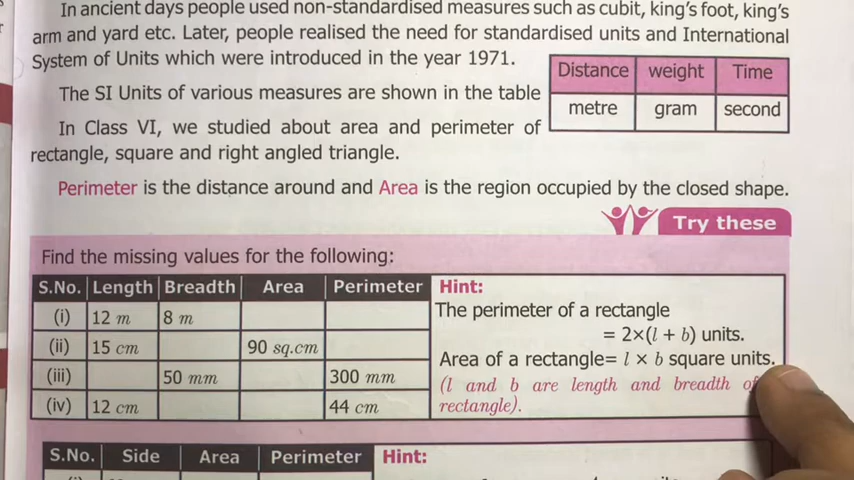 In ancient days people used non-standardised measures such as cubit, king's foot, king's
arm and yard etc. Later, people realised the need for standardised units and International
System of Units which were introduced in the year 1971.
The SI Units of various measures are shown in the table
Distance weight Time
metre gram second
In Class VI, we studied about area and perimeter of
rectangle, square and right angled triangle.
Perimeter is the distance around and Area is the region occupied by the closed shape.
Try these
Find the missing values for the following:
S.No. Length Breadth Area Perimeter
(i) 12 m 8 m
(ii) 15 cm 90 sq.cm
(iii) 50 mm 300 mm
(iv) 12 cm 44 cm
Hint:
The perimeter of a rectangle
= 2×(l + b) units.
Area of a rectangle= l × b square units.
(l and b are length and breadth of
rectangle).
S.No. Side Area Perimeter Hint: